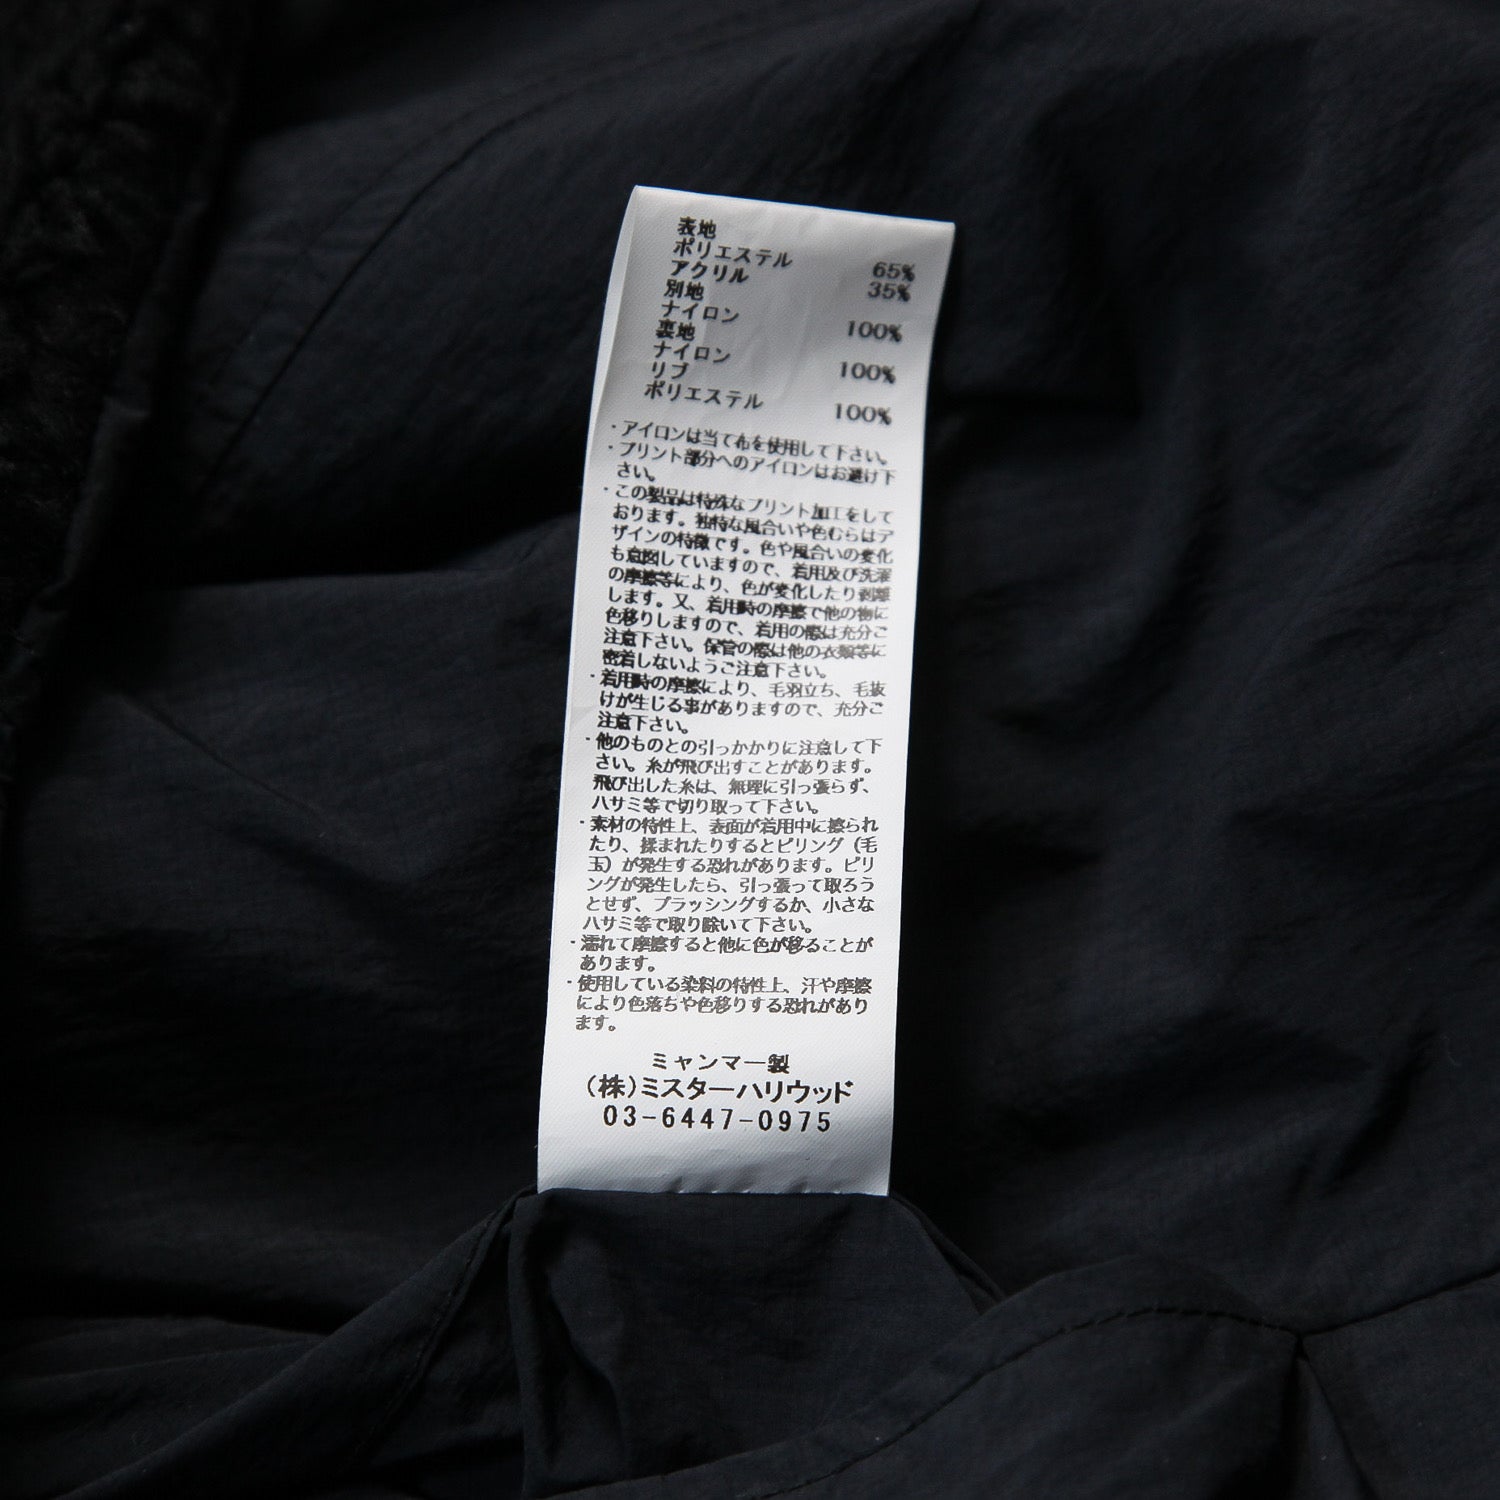 表地
ポリエステル 65%
アクリル 35%
別地
ナイロン 100%
裏地
ナイロン 100%
リブ
ポリエステル 100%
・アイロンは当て布を使用して下さい。
・プリント部分へのアイロンはお避け下
さい。
・この製品は特殊なプリント加工をして
おります。独特な風合いや色むらはデ
ザインの特徴です。色や風合いの変化
も意図していますので、着用及び洗濯
の摩擦等により、色が変化したり剥離
します。又、着用時の摩擦で他の物に
色移りしますので、着用の際は充分ご
注意下さい。保管の際は他の衣類等に
密着しないようご注意下さい。
・着用時の摩擦により、毛羽立ち、毛抜
けが生じる事がありますので、充分ご
注意下さい。
・他のものとの引っかかりに注意して下
さい。糸が飛び出すことがあります。
飛び出した糸は、無理に引っ張らず、
ハサミ等で切り取って下さい。
・素材の特性上、表面が着用中に擦られ
たり、揉まれたりするとピリング（毛
玉）が発生する恐れがあります。ピリ
ングが発生したら、引っ張って取ろう
とせず、ブラッシングするか、小さな
ハサミ等で取り除いて下さい。
・濡れて摩擦すると他に色が移ることが
あります。
・使用している染料の特性上、汗や摩擦
により色落ちや色移りする恐れがあり
ます。
ミャンマー製
(株)ミスターハリウッド
03-6447-0975